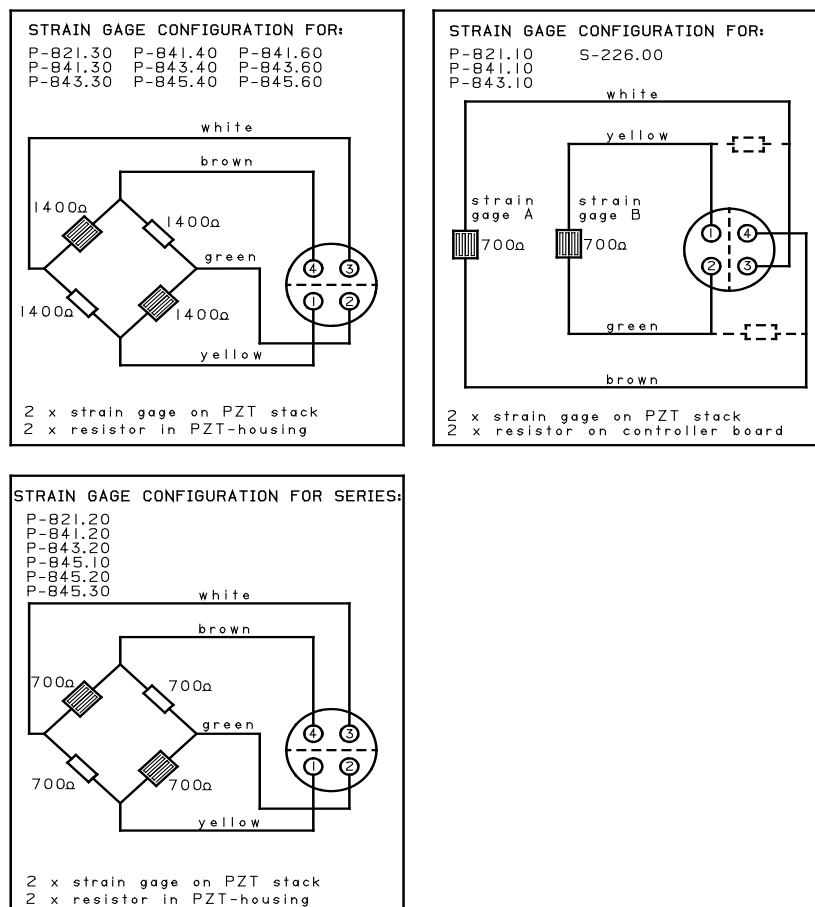 STRAIN GAGE CONFIGURATION FOR:
P-821.30 P-841.40 P-841.60
P-841.30 P-843.40 P-843.60
P-843.30 P-845.40 P-845.60
white
brown
1400Ω
1400Ω
green
4 3
1 2
1400Ω
1400Ω
yellow
2 x strain gage on PZT stack
2 x resistor in PZT-housing
STRAIN GAGE CONFIGURATION FOR:
P-821.10 S-226.00
P-841.10
P-843.10
white
yellow
strain gage A
strain gage B
700Ω
700Ω
1 4
2 3
green
brown
2 x strain gage on PZT stack
2 x resistor on controller board
STRAIN GAGE CONFIGURATION FOR SERIES:
P-821.20
P-841.20
P-843.20
P-845.10
P-845.20
P-845.30
white
brown
700Ω
700Ω
green
4 3
1 2
700Ω
700Ω
yellow
2 x strain gage on PZT stack
2 x resistor in PZT-housing